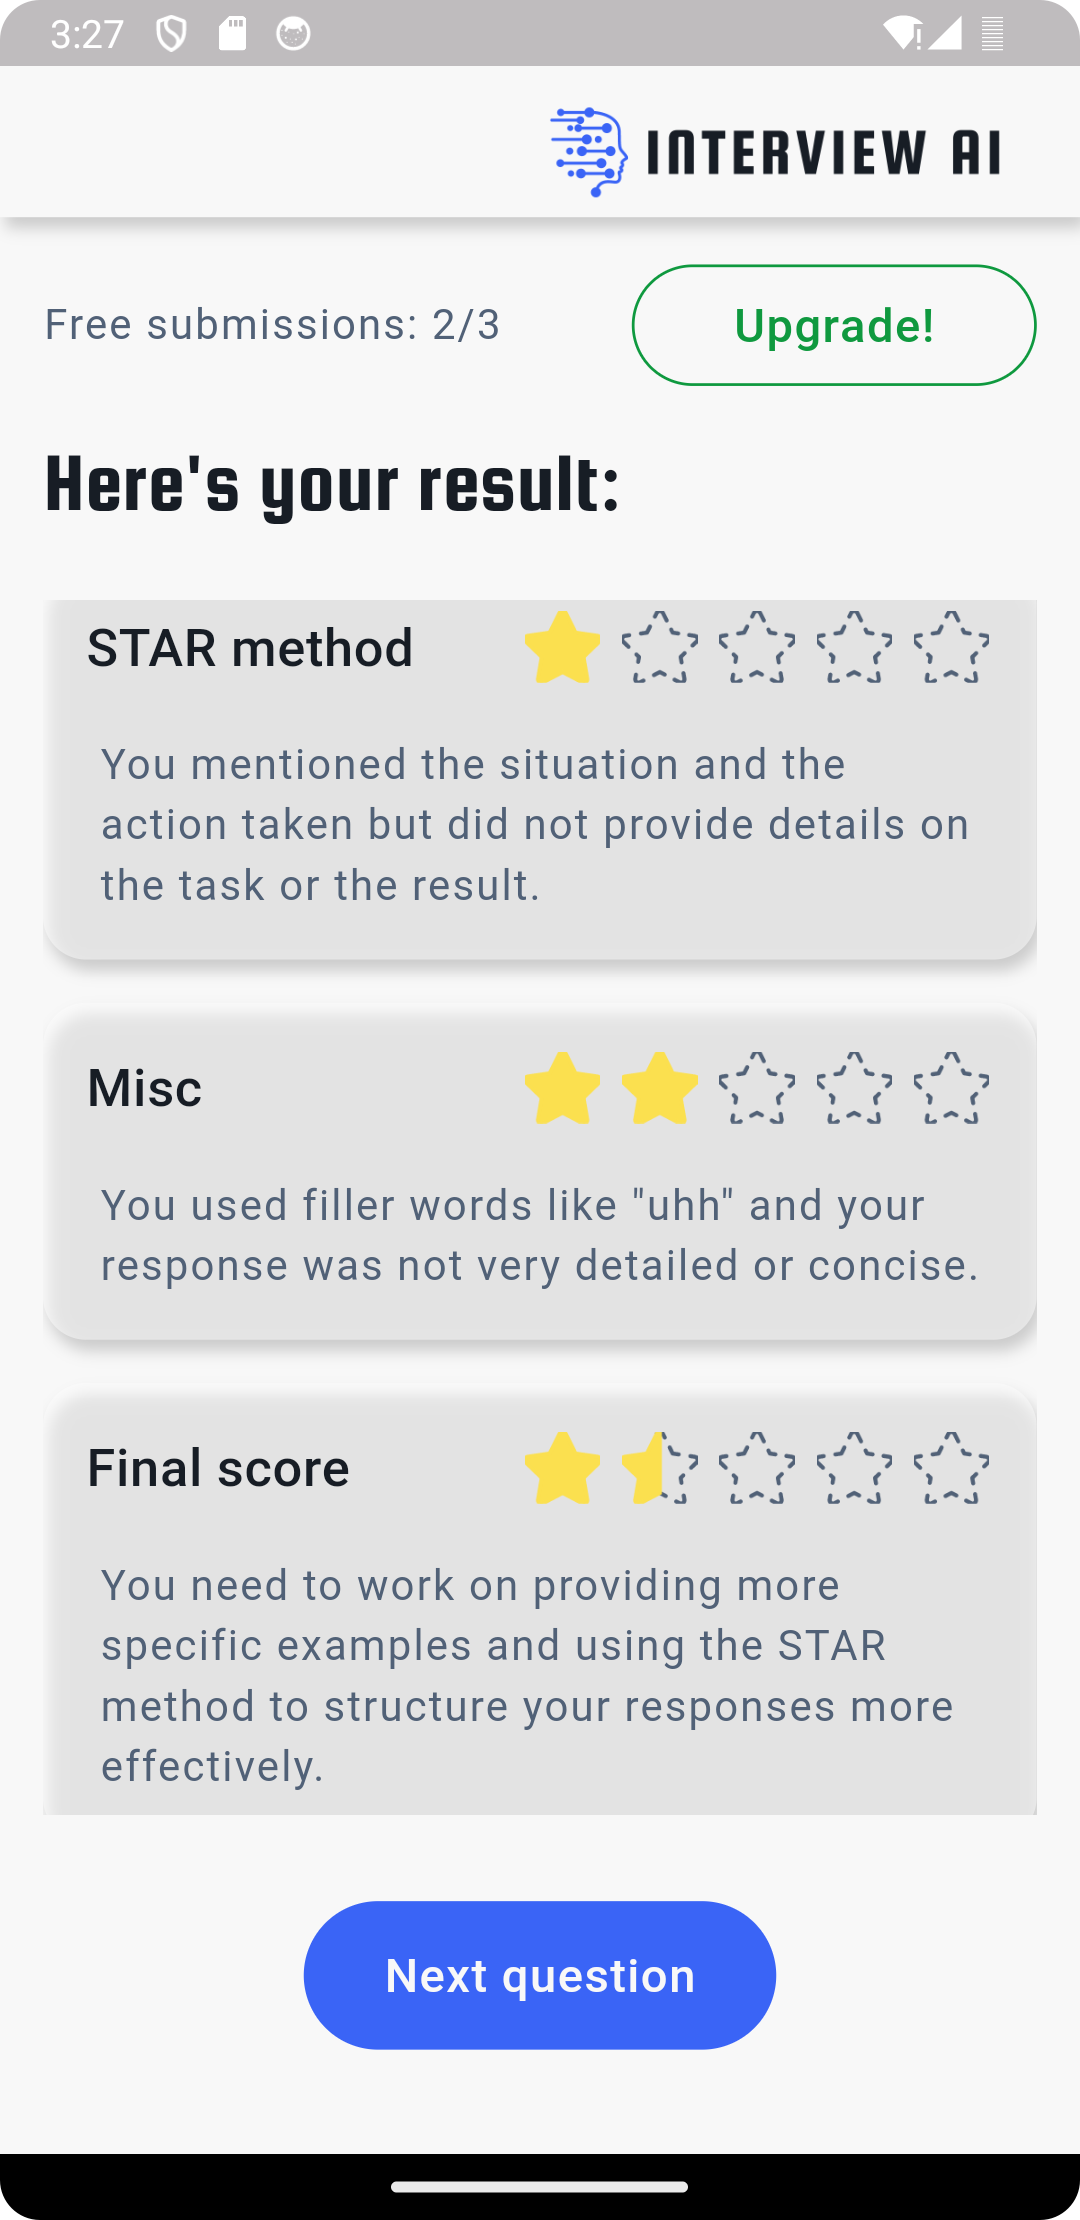 3:27
INTERVIEW AI
Free submissions: 2/3
Upgrade!
Here's your result:
STAR method
You mentioned the situation and the
action taken but did not provide details on
the task or the result.
Misc
You used filler words like "uhh" and your
response was not very detailed or concise.
Final score
You need to work on providing more
specific examples and using the STAR
method to structure your responses more
effectively.
Next question